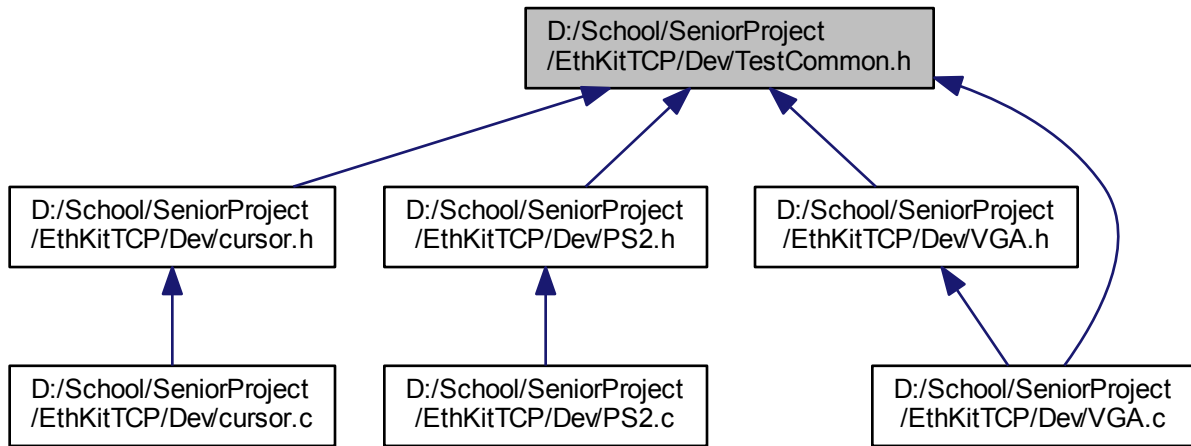 D:/School/SeniorProject
/EthKitTCP/Dev/TestCommon.h
D:/School/SeniorProject
/EthKitTCP/Dev/cursor.h
D:/School/SeniorProject
/EthKitTCP/Dev/PS2.h
D:/School/SeniorProject
/EthKitTCP/Dev/VGA.h
D:/School/SeniorProject
/EthKitTCP/Dev/cursor.c
D:/School/SeniorProject
/EthKitTCP/Dev/PS2.c
D:/School/SeniorProject
/EthKitTCP/Dev/VGA.c